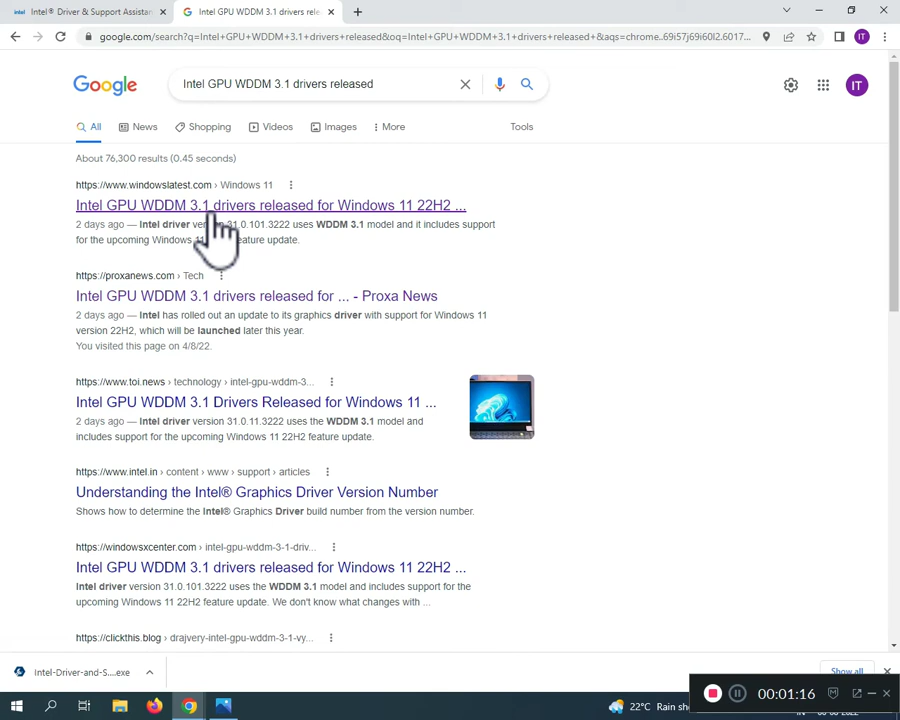 intel Intel® Driver & Support Assistan × G Intel GPU WDDM 3.1 drivers rele × +
google.com/search?q=Intel+GPU+WDDM+3.1+drivers+released&oq=Intel+GPU+WDDM+3.1+drivers+released+&aqs=chrome..69i57j69i60l2.6017... IT
Google Intel GPU WDDM 3.1 drivers released IT
All News Shopping Videos Images More Tools
About 76,300 results (0.45 seconds)
https://www.windowslatest.com › Windows 11
Intel GPU WDDM 3.1 drivers released for Windows 11 22H2 ...
2 days ago — Intel driver 31.0.101.3222 uses WDDM 3.1 model and it includes support
for the upcoming Windows 11 feature update.
https://proxanews.com › Tech
Intel GPU WDDM 3.1 drivers released for ... - Proxa News
2 days ago — Intel has rolled out an update to its graphics driver with support for Windows 11
version 22H2, which will be launched later this year.
You visited this page on 4/8/22.
https://www.toi.news › technology › intel-gpu-wddm-3...
Intel GPU WDDM 3.1 Drivers Released for Windows 11 ...
2 days ago — Intel driver version 31.0.11.3222 uses the WDDM 3.1 model and
includes support for the upcoming Windows 11 22H2 feature update.
https://www.intel.in › content › www › support › articles
Understanding the Intel® Graphics Driver Version Number
Shows how to determine the Intel® Graphics Driver build number from the version number.
https://windowsxcenter.com › intel-gpu-wddm-3-1-driv...
Intel GPU WDDM 3.1 drivers released for Windows 11 22H2 ...
Intel driver version 31.0.101.3222 uses the WDDM 3.1 model and includes support for the
upcoming Windows 11 22H2 feature update. We don't know what changes with ...
https://clickthis.blog › drajvery-intel-gpu-wddm-3-1-vy...
Intel-Driver-and-S....exe Show all
00:01:16
22°C Rain